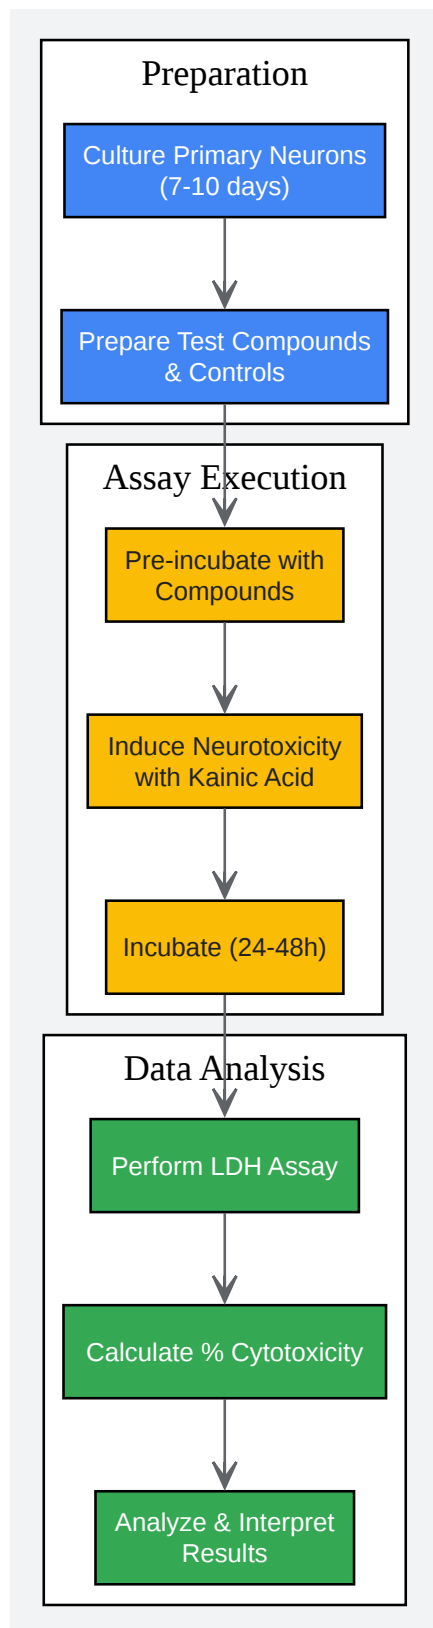 Preparation
Culture Primary Neurons
(7-10 days)
Prepare Test Compounds
& Controls
Assay Execution
Pre-incubate with
Compounds
Induce Neurotoxicity
with Kainic Acid
Incubate (24-48h)
Data Analysis
Perform LDH Assay
Calculate % Cytotoxicity
Analyze & Interpret
Results